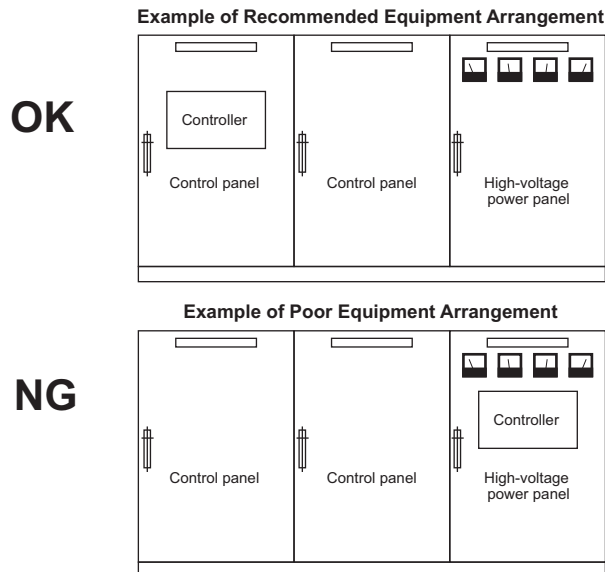 Example of Recommended Equipment Arrangement
OK
Controller
Control panel
Control panel
High-voltage
power panel
Example of Poor Equipment Arrangement
NG
Controller
Control panel
Control panel
High-voltage
power panel